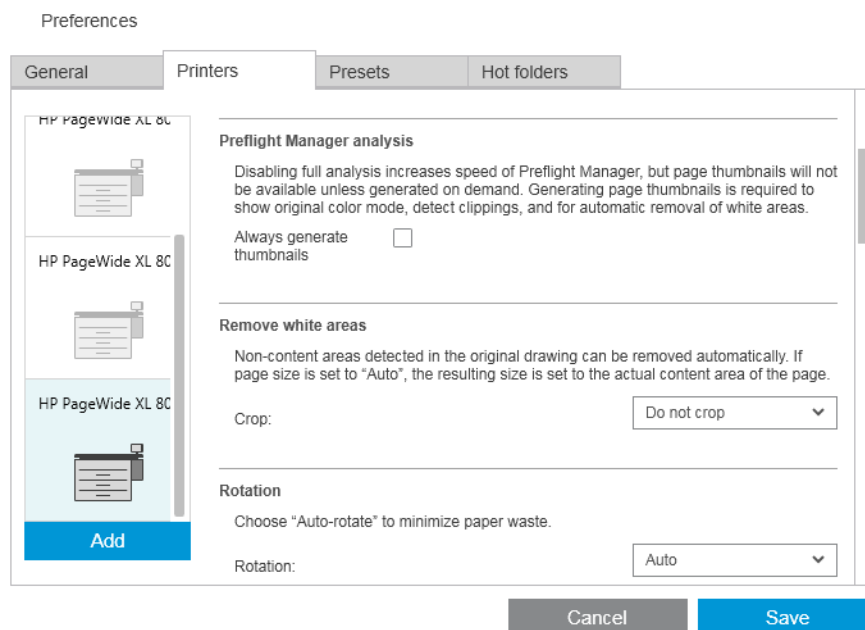 Preferences
General
Printers
Presets
Hot folders
HP PageWide XL 80
HP PageWide XL 80
HP PageWide XL 80
Add
Preflight Manager analysis
Disabling full analysis increases speed of Preflight Manager, but page thumbnails will not
be available unless generated on demand. Generating page thumbnails is required to
show original color mode, detect clippings, and for automatic removal of white areas.
Always generate
thumbnails
Remove white areas
Non-content areas detected in the original drawing can be removed automatically. If
page size is set to “Auto”, the resulting size is set to the actual content area of the page.
Crop:
Do not crop
Rotation
Choose “Auto-rotate” to minimize paper waste.
Rotation:
Auto
Cancel
Save